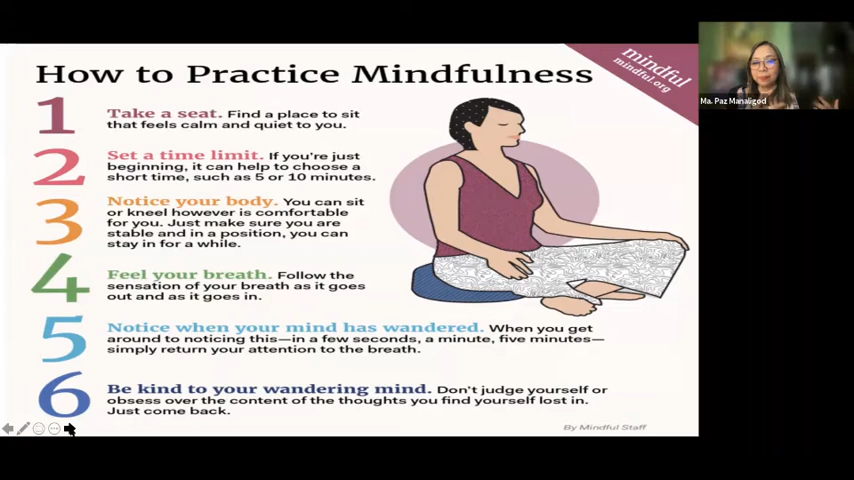 How to Practice Mindfulness
mindful
mindful.org
Ma. Paz Manaligod
1
Take a seat. Find a place to sit
that feels calm and quiet to you.
2
Set a time limit. If you're just
beginning, it can help to choose a
short time, such as 5 or 10 minutes.
3
Notice your body. You can sit
or kneel however is comfortable
for you. Just make sure you are
stable and in a position, you can
stay in for a while.
4
Feel your breath. Follow the
sensation of your breath as it goes
out and as it goes in.
5
Notice when your mind has wandered. When you get
around to noticing this—in a few seconds, a minute, five minutes—
simply return your attention to the breath.
6
Be kind to your wandering mind. Don't judge yourself or
obsess over the content of the thoughts you find yourself lost in.
Just come back.
By Mindful Staff